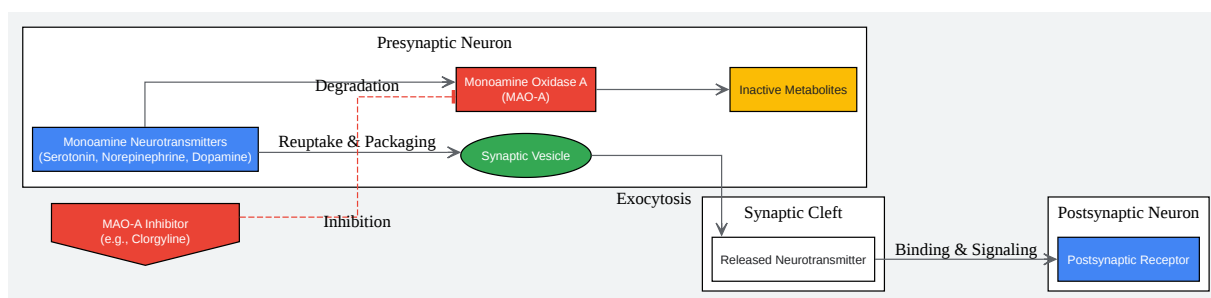 Presynaptic Neuron
Degradation
Monoamine Oxidase A
(MAO-A)
Inactive Metabolites
Monoamine Neurotransmitters
(Serotonin, Norepinephrine, Dopamine)
Reuptake & Packaging
Synaptic Vesicle
Exocytosis
MAO-A Inhibitor
(e.g., Clorgyline)
Inhibition
Synaptic Cleft
Released Neurotransmitter
Binding & Signaling
Postsynaptic Neuron
Postsynaptic Receptor